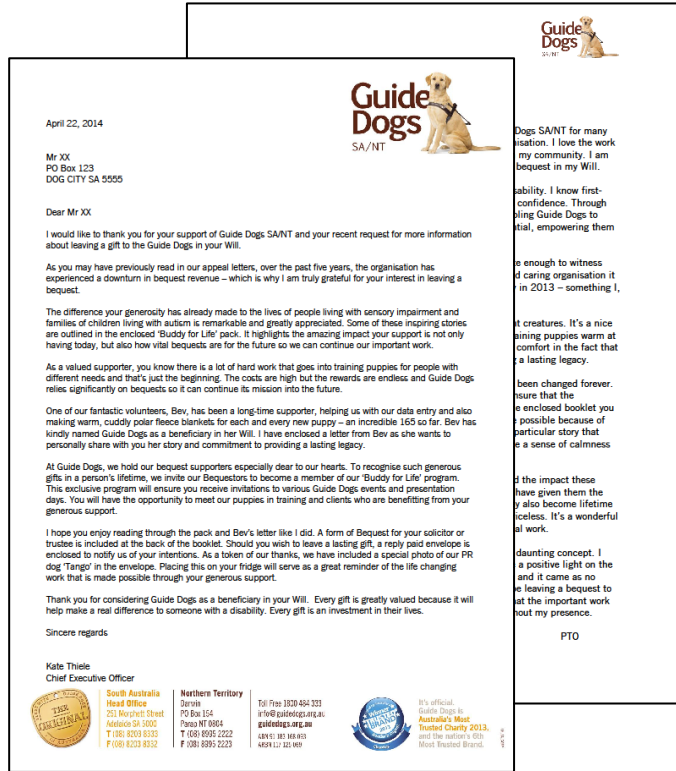 Guide
Dogs
SA/NT
April 22, 2014
Mr XX
PO Box 123
DOG CITY SA 5555
Dear Mr XX
I would like to thank you for your support of Guide Dogs SA/NT and your recent request for more information
about leaving a gift to the Guide Dogs in your Will.
As you may have previously read in our appeal letters, over the past five years, the organisation has
experienced a downturn in bequest revenue – which is why I am truly grateful for your interest in leaving a
bequest.
The difference your generosity has already made to the lives of people living with sensory impairment and
families of children living with autism is remarkable and greatly appreciated. Some of these inspiring stories
are outlined in the enclosed 'Buddy for Life' pack. It highlights the amazing impact your support is not only
having today, but also how vital bequests are for the future so we can continue our important work.
As a valued supporter, you know there is a lot of hard work that goes into training puppies for people with
different needs and that's just the beginning. The costs are high but the rewards are endless and Guide Dogs
relies significantly on bequests so it can continue its mission into the future.
One of our fantastic volunteers, Bev, has been a long-time supporter, helping us with our data entry and also
making warm, cuddly polar fleece blankets for each and every new puppy – an incredible 165 so far. Bev has
kindly named Guide Dogs as a beneficiary in her Will. I have enclosed a letter from Bev as she wants to
personally share with you her story and commitment to providing a lasting legacy.
At Guide Dogs, we hold our bequest supporters especially dear to our hearts. To recognise such generous
gifts in a person's lifetime, we invite our Bequestors to become a member of our 'Buddy for Life' program.
This exclusive program will ensure you receive invitations to various Guide Dogs events and presentation
days. You will have the opportunity to meet our puppies in training and clients who are benefitting from your
generous support.
I hope you enjoy reading through the pack and Bev's letter like I did. A form of Bequest for your solicitor or
trustee is included at the back of the booklet. Should you wish to leave a lasting gift, a reply paid envelope is
enclosed to notify us of your intentions. As a token of our thanks, we have included a special photo of our PR
dog 'Tango' in the envelope. Placing this on your fridge will serve as a great reminder of the life changing
work that is made possible through your generous support.
Thank you for considering Guide Dogs as a beneficiary in your Will. Every gift is greatly valued because it will
help make a real difference to someone with a disability. Every gift is an investment in their lives.
Sincere regards
Kate Thiele
Chief Executive Officer
THE
ORIGINAL
South Australia
Head Office
251 Morphett Street
Adelaide SA 5000
T (08) 8203 8333
F (08) 8203 8332
Northern Territory
Darwin
PO Box 154
Parap NT 0804
T (08) 8995 2222
F (08) 8995 2223
Toll Free 1800 484 333
info@guidedogs.org.au
guidedogs.org.au
TRUSTED
BRAND
2013
It's official.
Guide Dogs is
Australia's Most
Trusted Charity 2013,
and the nation's 6th
Most Trusted Brand.
Guide
Dogs
SA/NT
Dogs SA/NT for many
nisation. I love the work
my community. I am
bequest in my Will.
sability. I know first-
confidence. Through
bling Guide Dogs to
ntial, empowering them
e enough to witness
d caring organisation it
in 2013 – something I,
nt creatures. It's a nice
aining puppies warm at
comfort in the fact that
g a lasting legacy.
been changed forever.
nsure that the
e enclosed booklet you
possible because of
particular story that
e a sense of calmness
d the impact these
have given them the
y also become lifetime
iceless. It's a wonderful
al work.
daunting concept. I
a positive light on the
and it came as no
be leaving a bequest to
hat the important work
hout my presence.
PTO